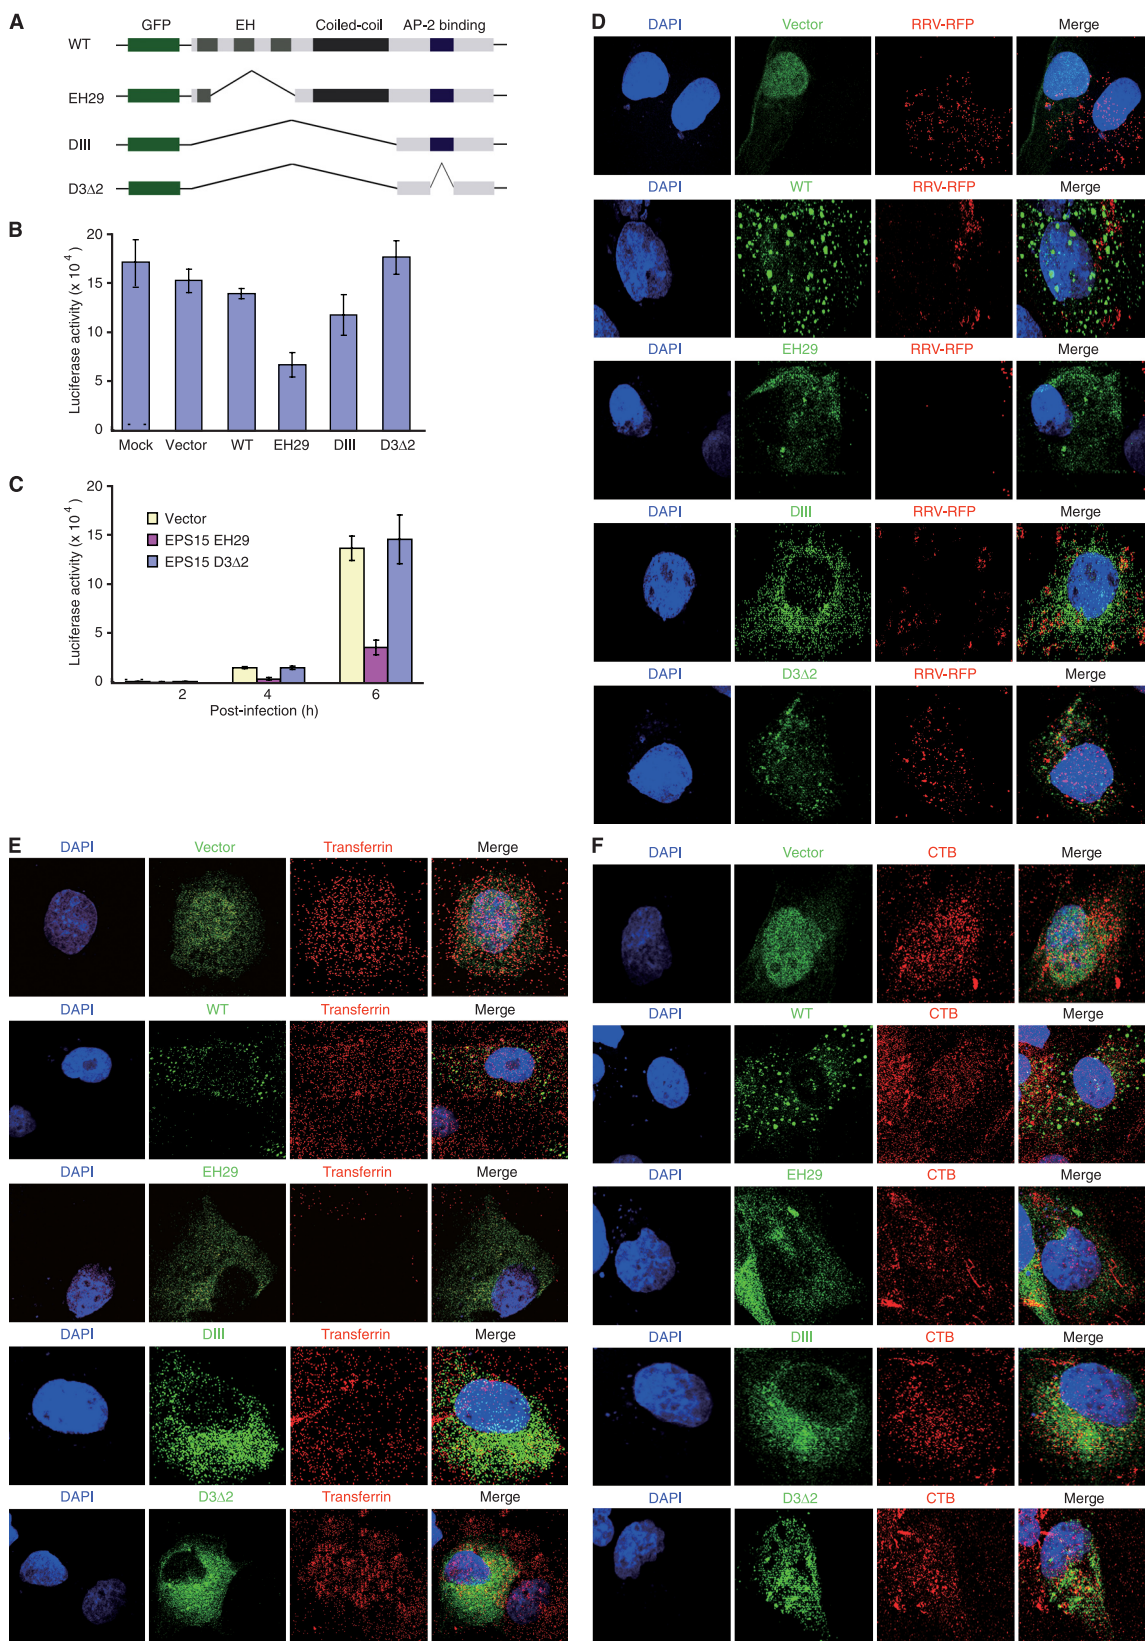 A
GFP EH Coiled-coil AP-2 binding
WT
EH29
DIII
D3Δ2
B
Luciferase activity (x 10⁴)
20
15
10
5
0
Mock Vector WT EH29 DIII D3Δ2
C
Luciferase activity (x 10⁴)
20
15
10
5
0
Vector
EPS15 EH29
EPS15 D3Δ2
2 4 6
Post-infection (h)
D
DAPI Vector RRV-RFP Merge
DAPI WT RRV-RFP Merge
DAPI EH29 RRV-RFP Merge
DAPI DIII RRV-RFP Merge
DAPI D3Δ2 RRV-RFP Merge
E
DAPI Vector Transferrin Merge
DAPI WT Transferrin Merge
DAPI EH29 Transferrin Merge
DAPI DIII Transferrin Merge
DAPI D3Δ2 Transferrin Merge
F
DAPI Vector CTB Merge
DAPI WT CTB Merge
DAPI EH29 CTB Merge
DAPI DIII CTB Merge
DAPI D3Δ2 CTB Merge